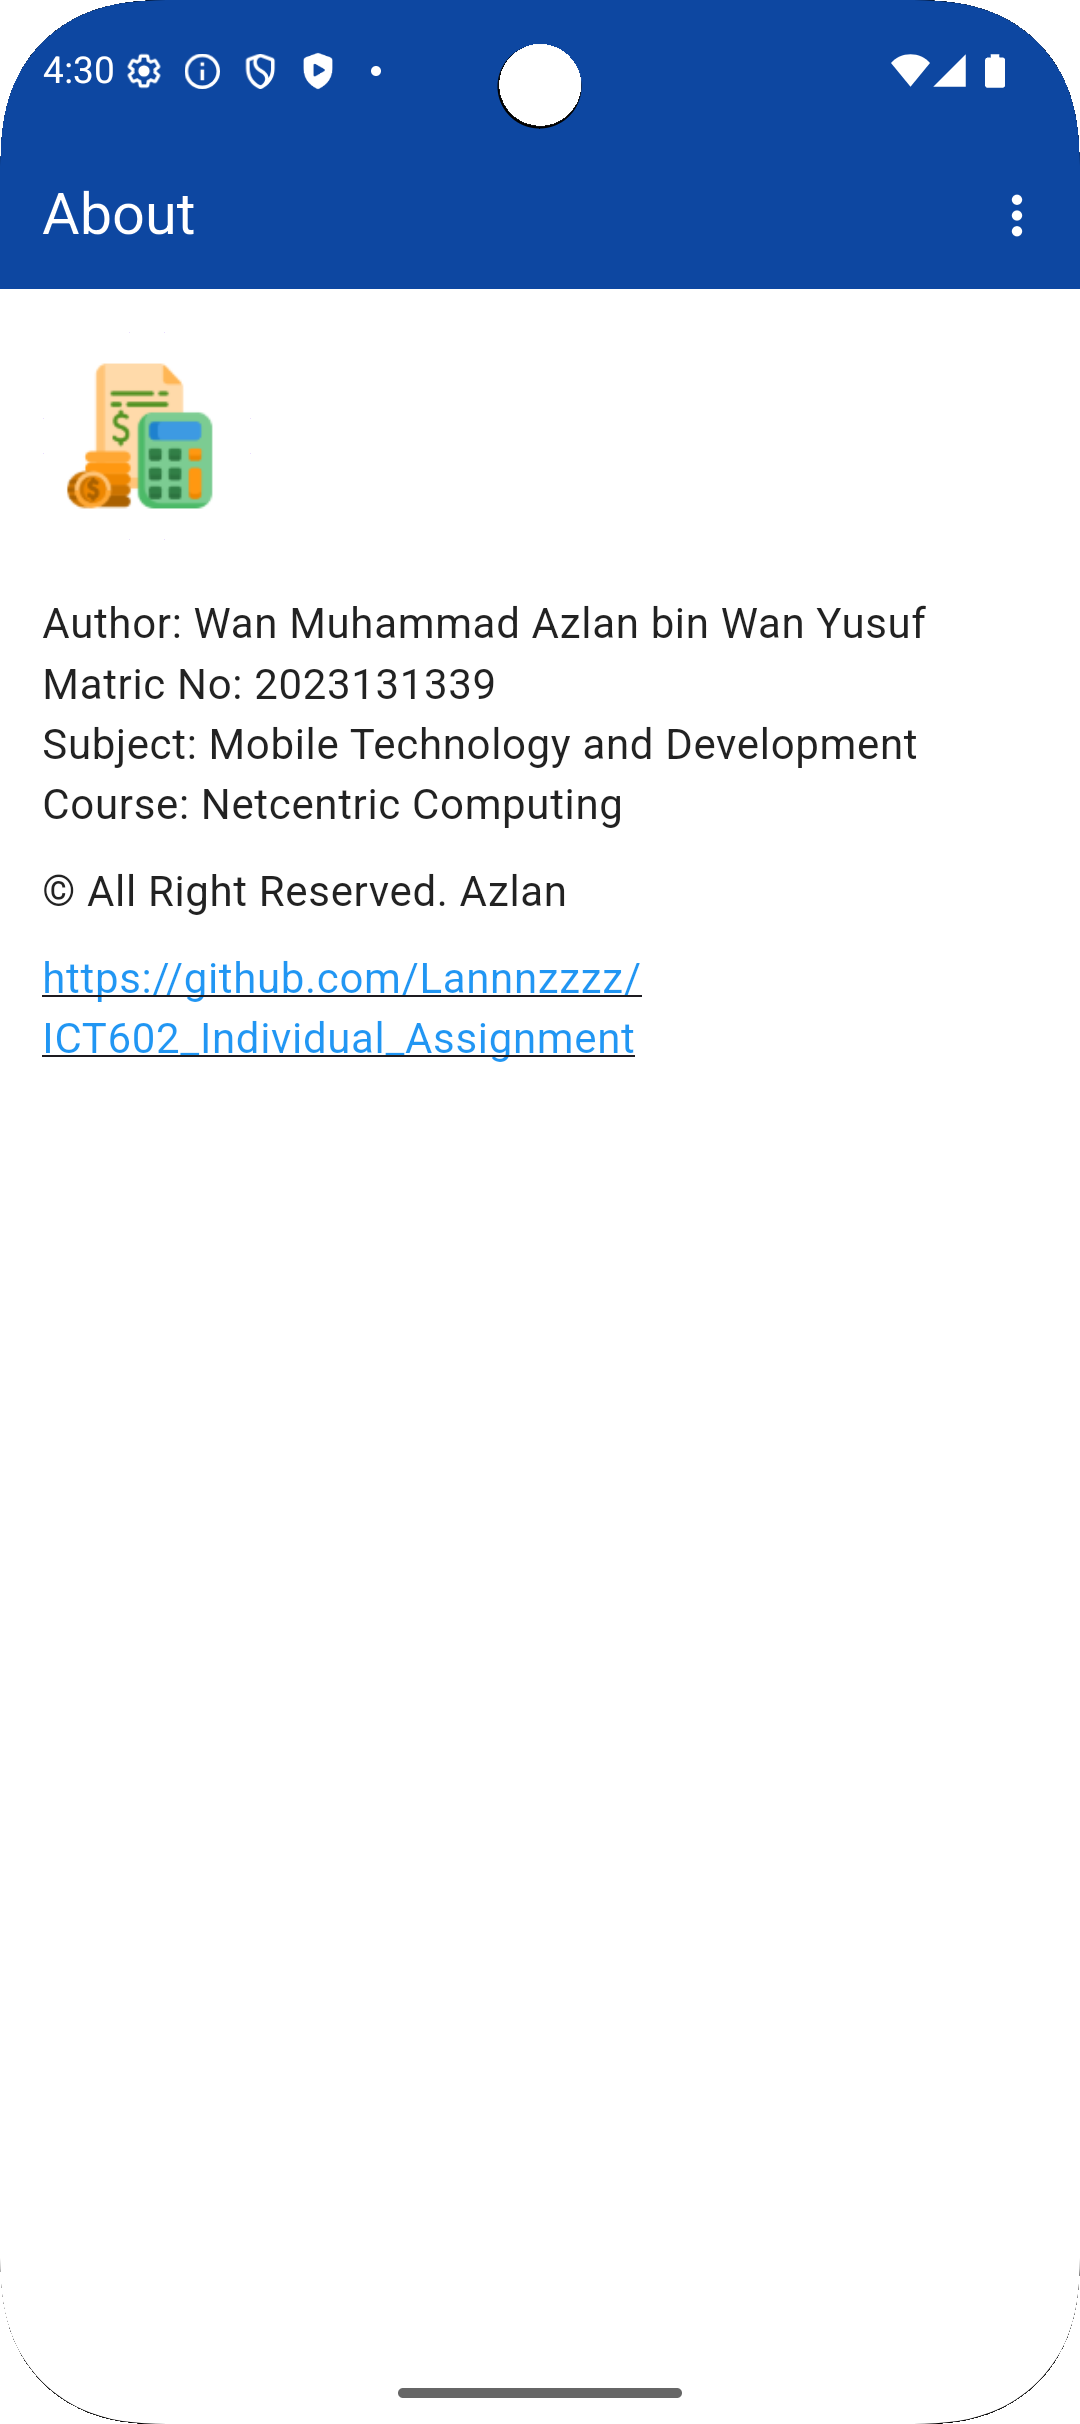 4:30
About
$
$
Author: Wan Muhammad Azlan bin Wan Yusuf
Matric No: 2023131339
Subject: Mobile Technology and Development
Course: Netcentric Computing
© All Right Reserved. Azlan
https://github.com/Lannnzzzz/
ICT602_Individual_Assignment